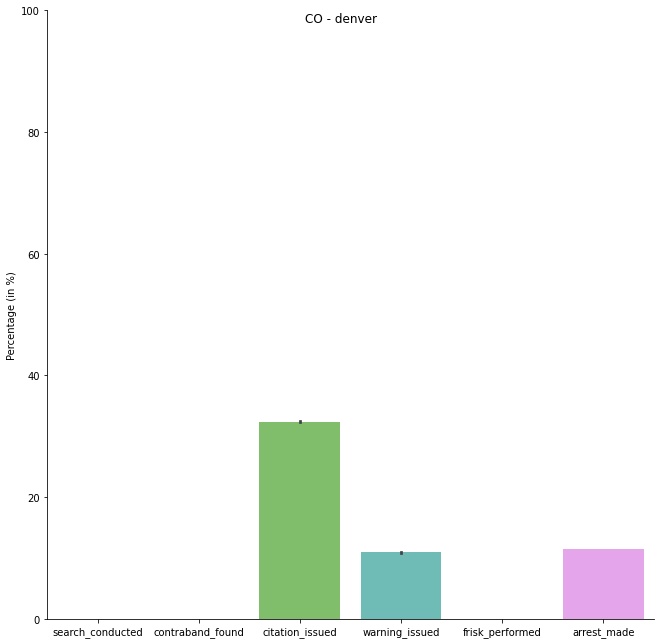 CO - denver
Percentage (in %)
100
80
60
40
20
0
search_conducted contraband_found citation_issued warning_issued frisk_performed arrest_made